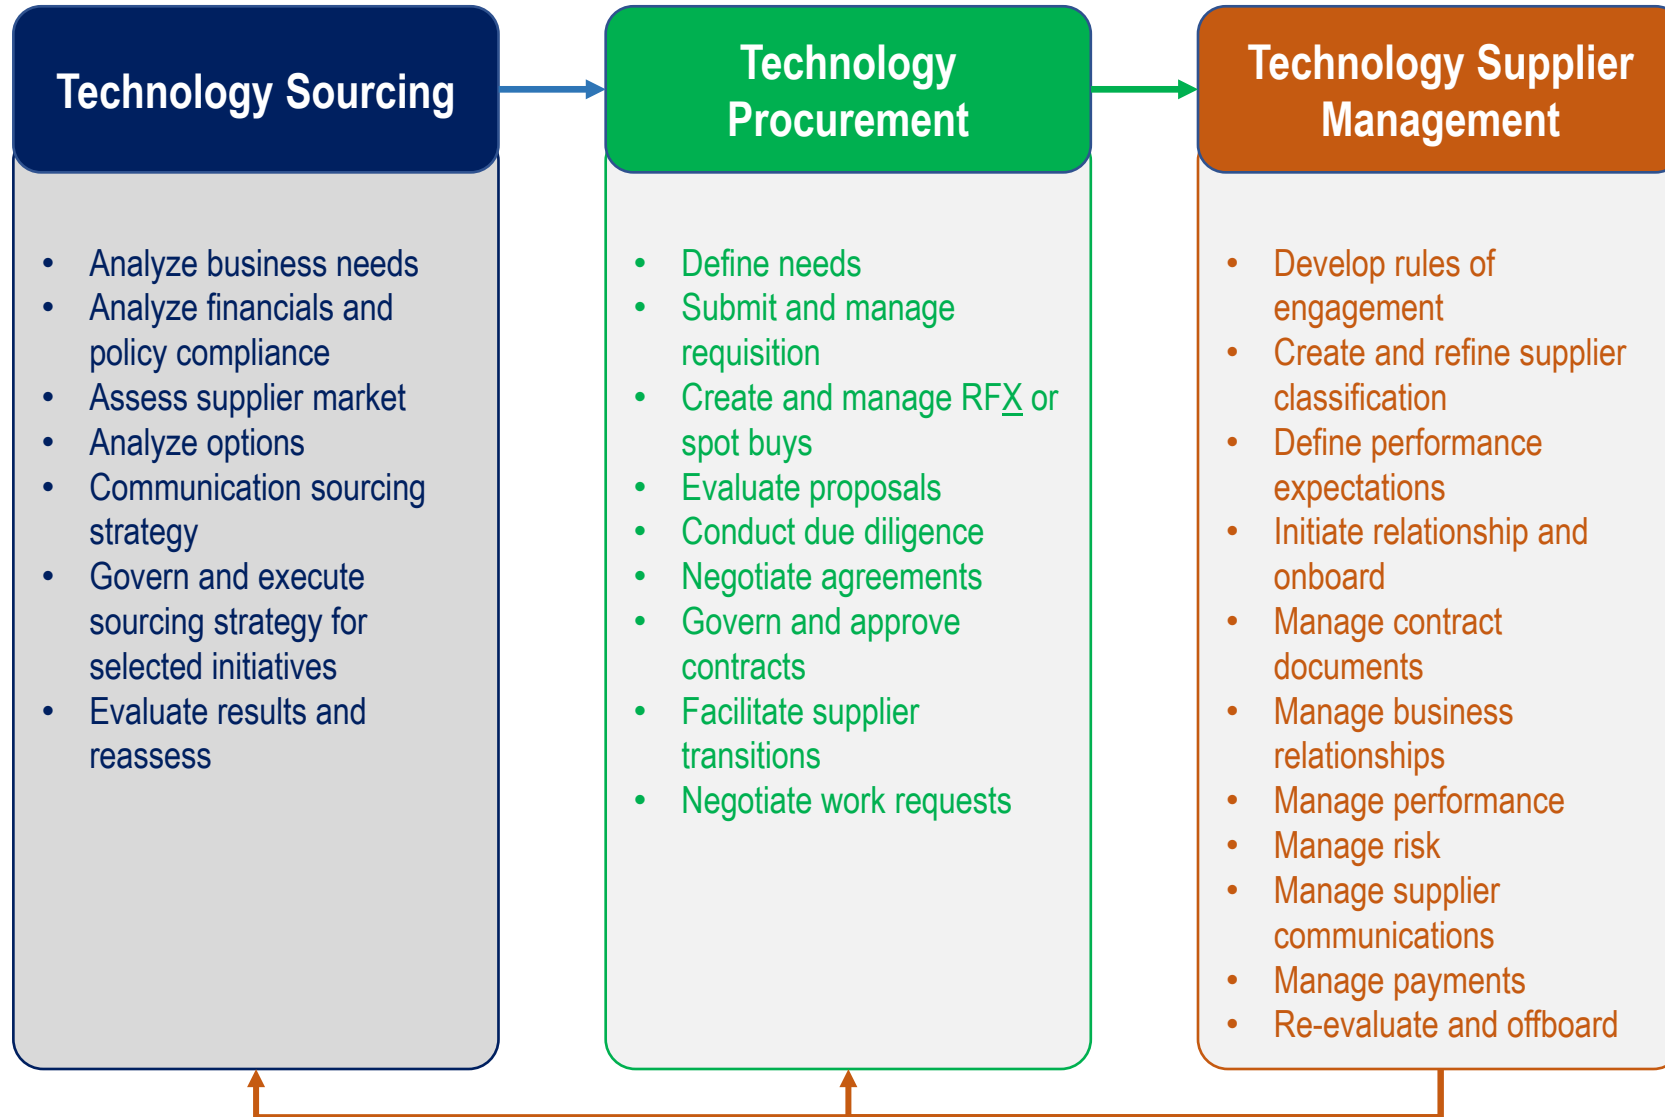 Technology Sourcing
• Analyze business needs
• Analyze financials and
policy compliance
• Assess supplier market
• Analyze options
• Communication sourcing
strategy
• Govern and execute
sourcing strategy for
selected initiatives
• Evaluate results and
reassess
Technology
Procurement
• Define needs
• Submit and manage
requisition
• Create and manage RFX or
spot buys
• Evaluate proposals
• Conduct due diligence
• Negotiate agreements
• Govern and approve
contracts
• Facilitate supplier
transitions
• Negotiate work requests
Technology Supplier
Management
• Develop rules of
engagement
• Create and refine supplier
classification
• Define performance
expectations
• Initiate relationship and
onboard
• Manage contract
documents
• Manage business
relationships
• Manage performance
• Manage risk
• Manage supplier
communications
• Manage payments
• Re-evaluate and offboard